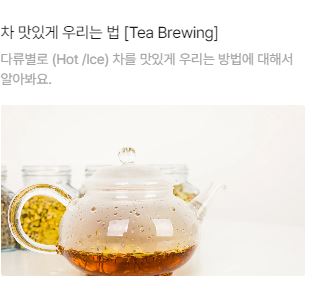 차 맛있게 우리는 법 [Tea Brewing]
다류별로 (Hot /Ice) 차를 맛있게 우리는 방법에 대해서
알아봐요.